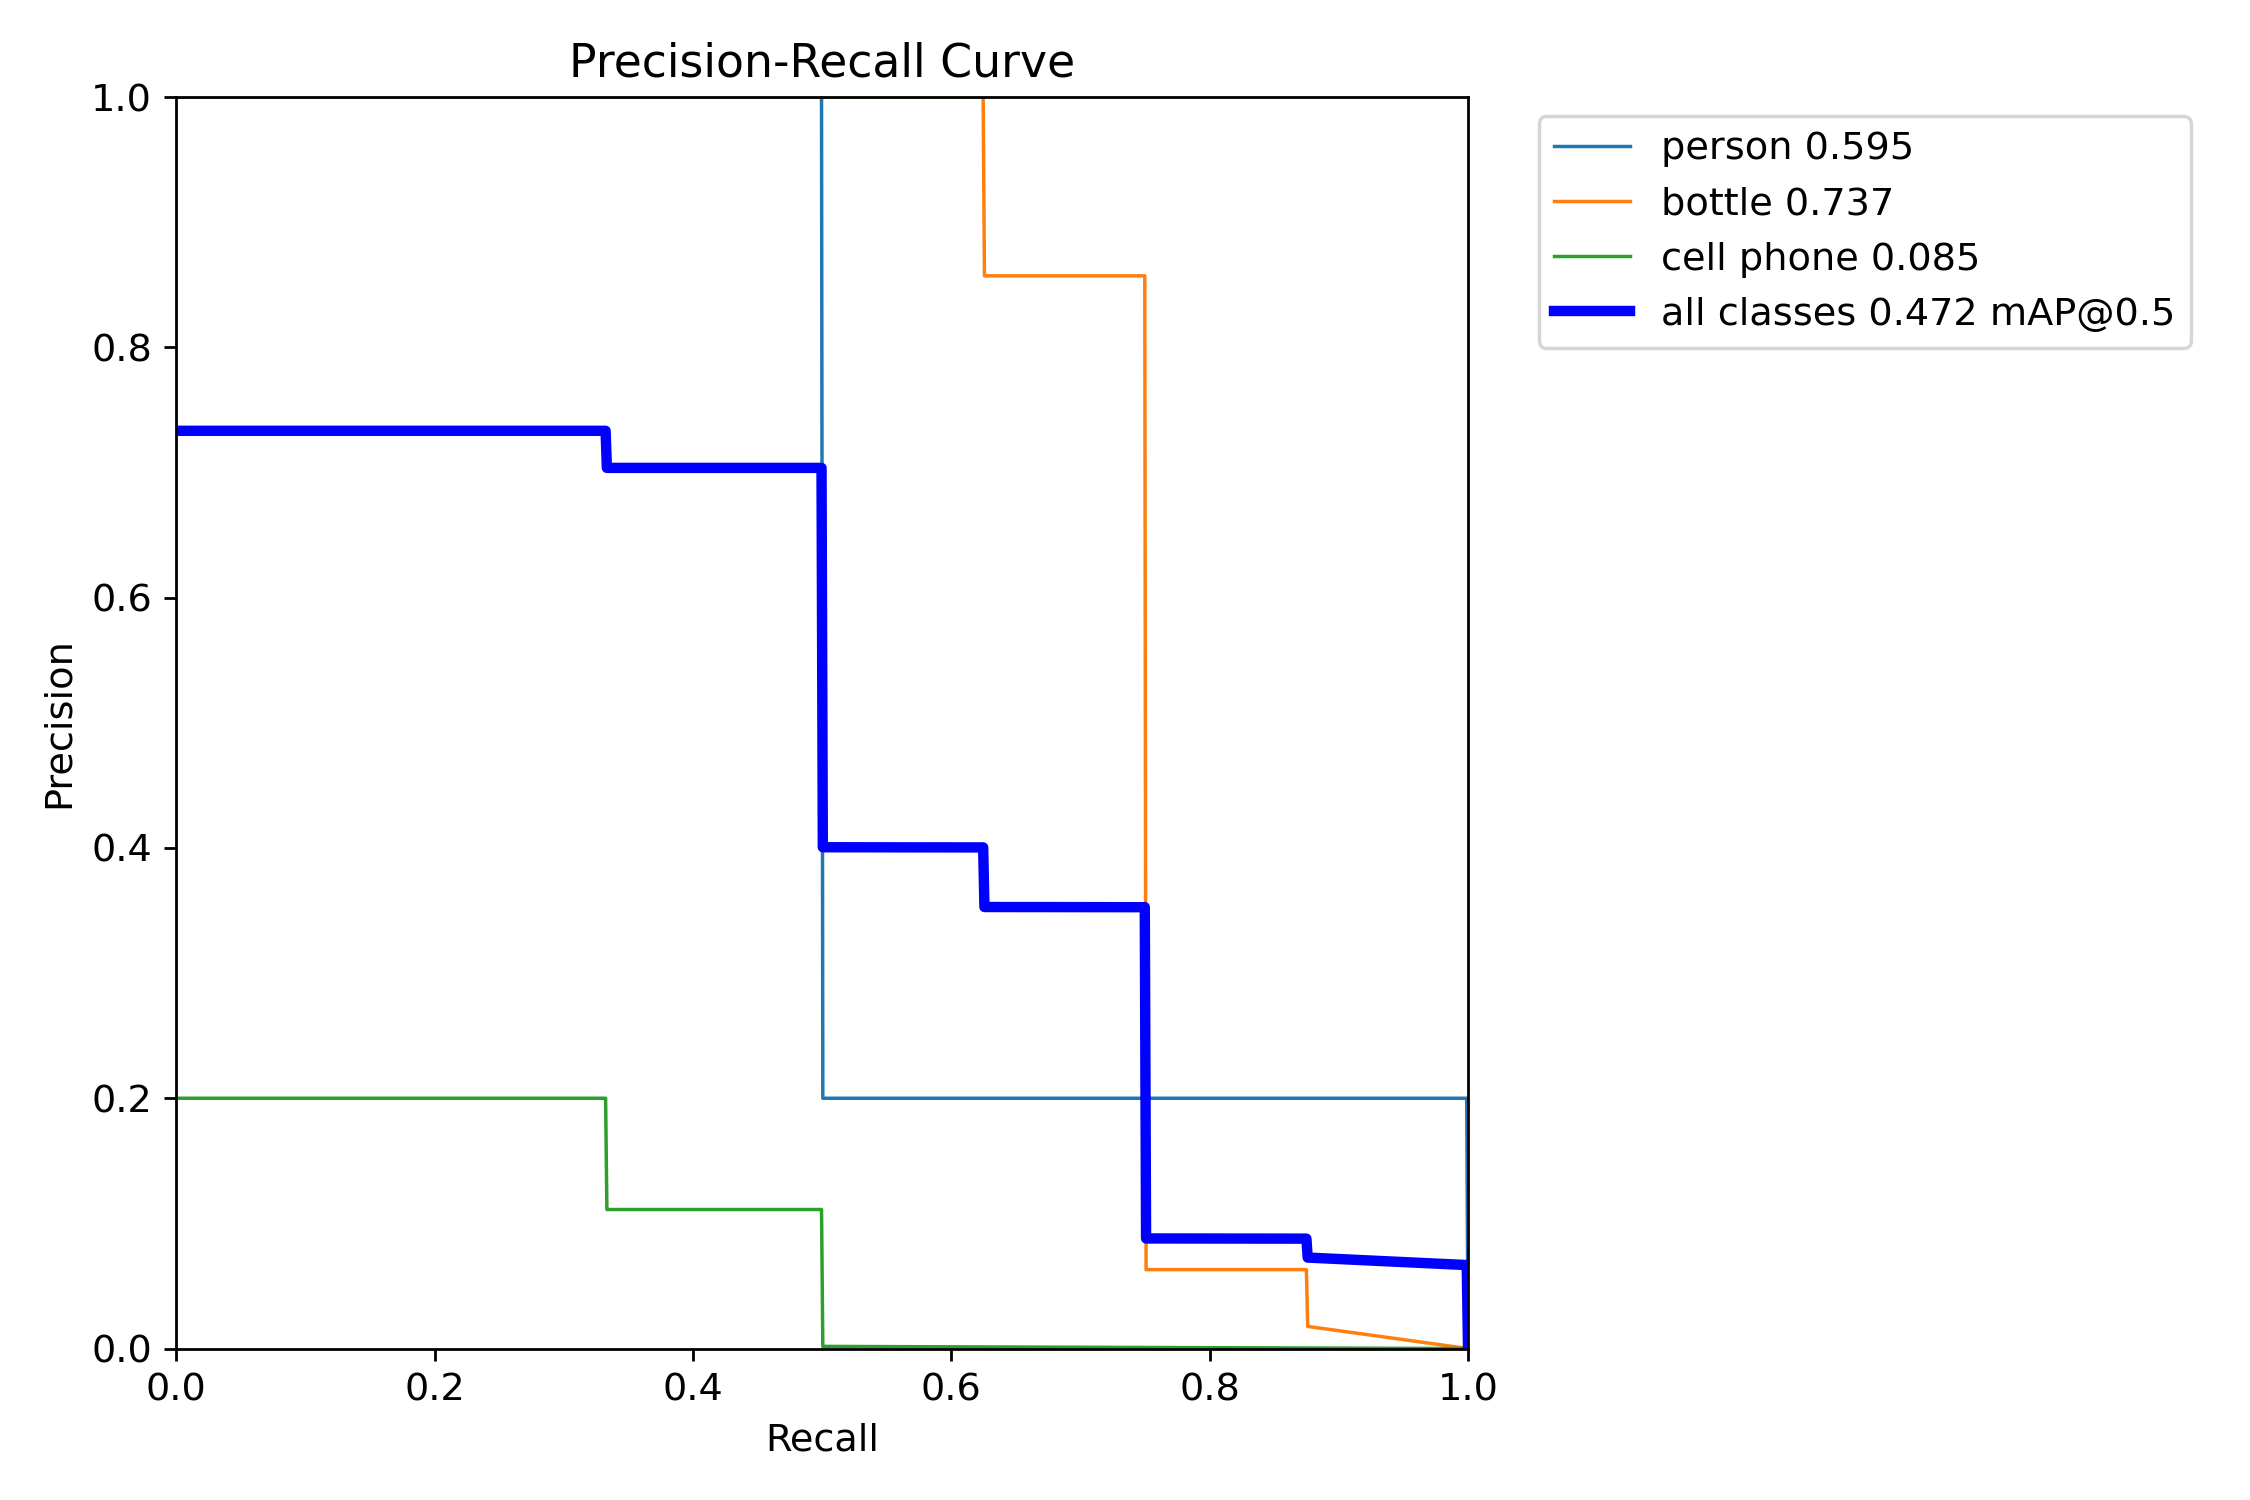 Precision-Recall Curve
1.0
0.8
0.6
0.4
0.2
0.0
Precision
0.0 0.2 0.4 0.6 0.8 1.0
Recall
person 0.595
bottle 0.737
cell phone 0.085
all classes 0.472 mAP@0.5